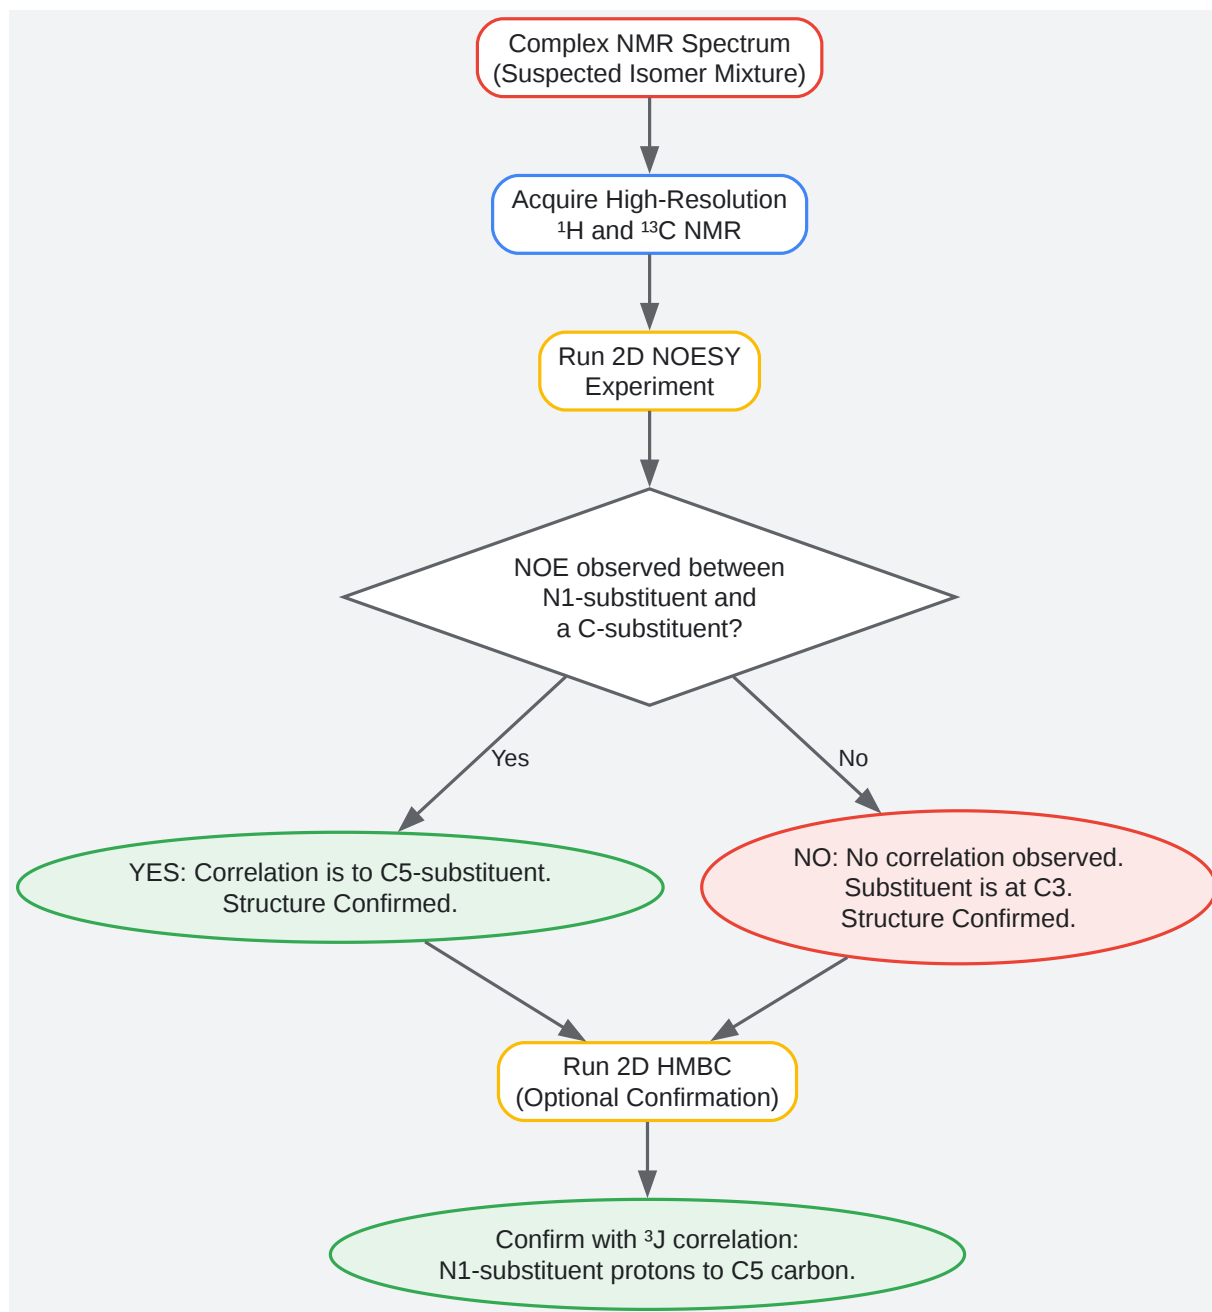 Complex NMR Spectrum
(Suspected Isomer Mixture)
Acquire High-Resolution
¹H and ¹³C NMR
Run 2D NOESY
Experiment
NOE observed between
N1-substituent and
a C-substituent?
Yes
No
YES: Correlation is to C5-substituent.
Structure Confirmed.
NO: No correlation observed.
Substituent is at C3.
Structure Confirmed.
Run 2D HMBC
(Optional Confirmation)
Confirm with ³J correlation:
N1-substituent protons to C5 carbon.